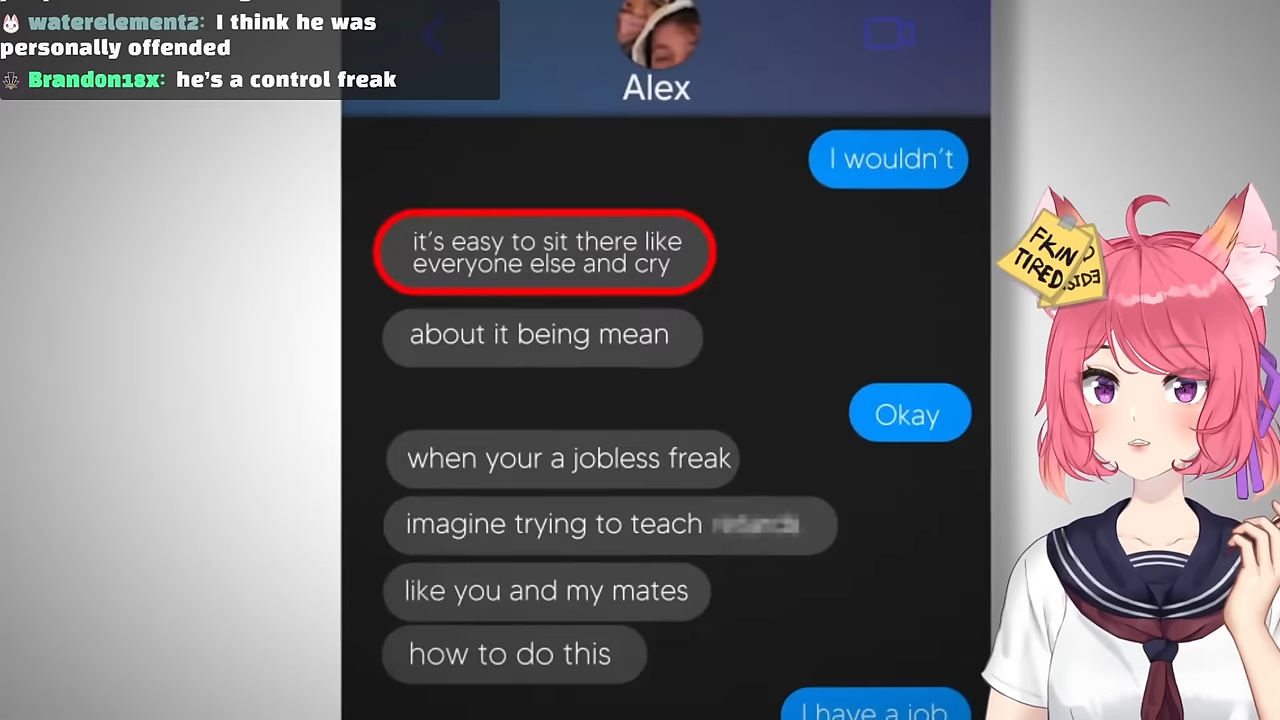 waterelement2: I think he was
personally offended
Brandon18x: he's a control freak
Alex
I wouldn't
it's easy to sit there like
everyone else and cry
about it being mean
Okay
when your a jobless freak
imagine trying to teach
like you and my mates
how to do this
I have a job
FKIN
TIRED